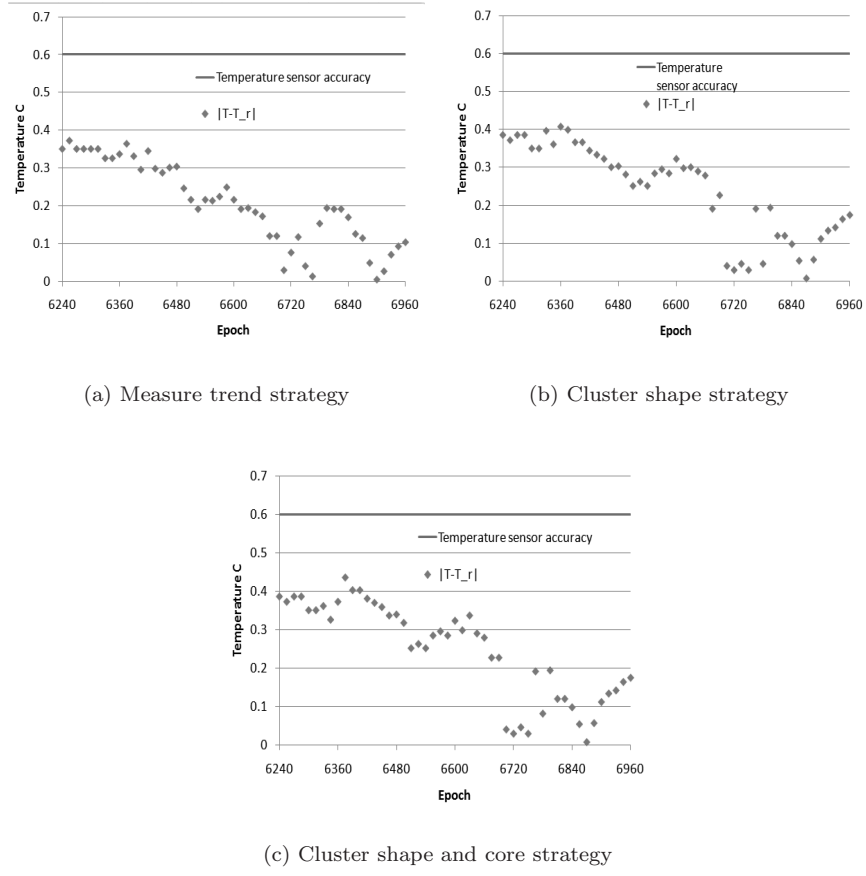 0.7
0.6
0.5
0.4
0.3
0.2
0.1
0
Temperature C
Temperature sensor accuracy
|T-T_r|
6240 6360 6480 6600 6720 6840 6960
Epoch
(a) Measure trend strategy
0.7
0.6
0.5
0.4
0.3
0.2
0.1
0
Temperature C
Temperature
sensor accuracy
|T-T_r|
6240 6360 6480 6600 6720 6840 6960
Epoch
(b) Cluster shape strategy
0.7
0.6
0.5
0.4
0.3
0.2
0.1
0
Temperature C
Temperature sensor accuracy
|T-T_r|
6240 6360 6480 6600 6720 6840 6960
Epoch
(c) Cluster shape and core strategy